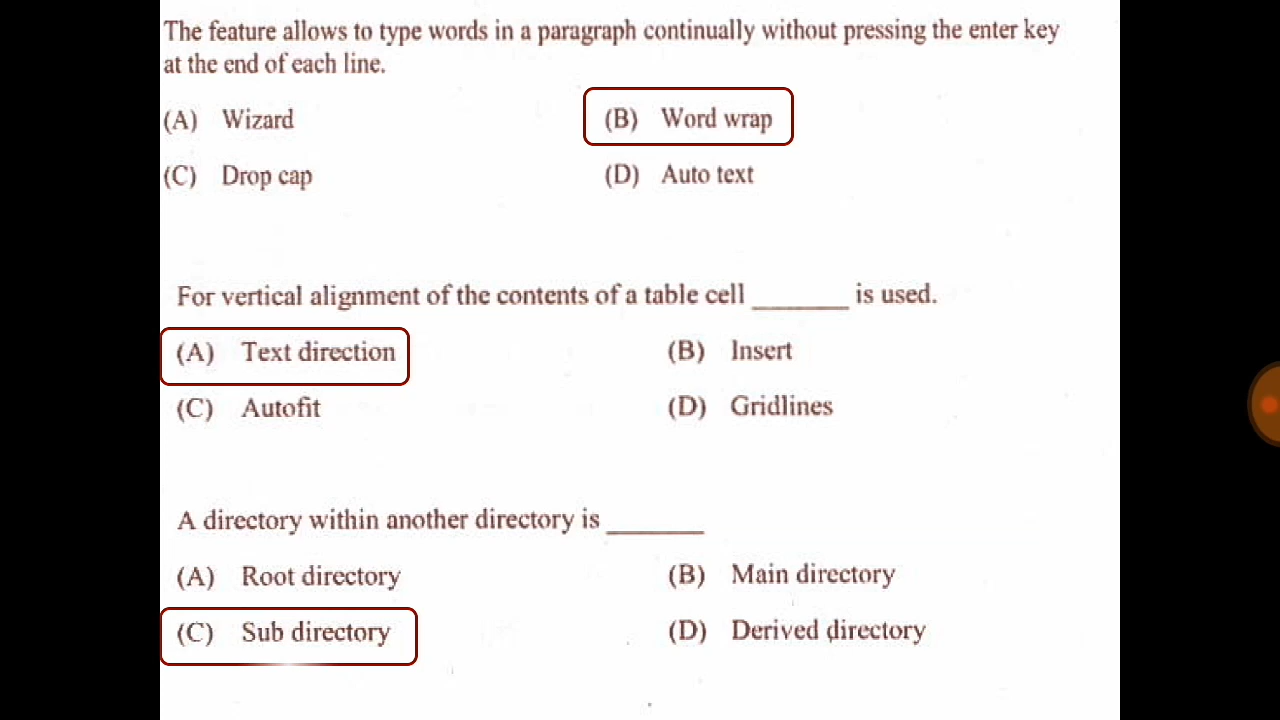 The feature allows to type words in a paragraph continually without pressing the enter key
at the end of each line.
(A) Wizard (B) Word wrap
(C) Drop cap (D) Auto text
For vertical alignment of the contents of a table cell _______ is used.
(A) Text direction (B) Insert
(C) Autofit (D) Gridlines
A directory within another directory is _______
(A) Root directory (B) Main directory
(C) Sub directory (D) Derived directory